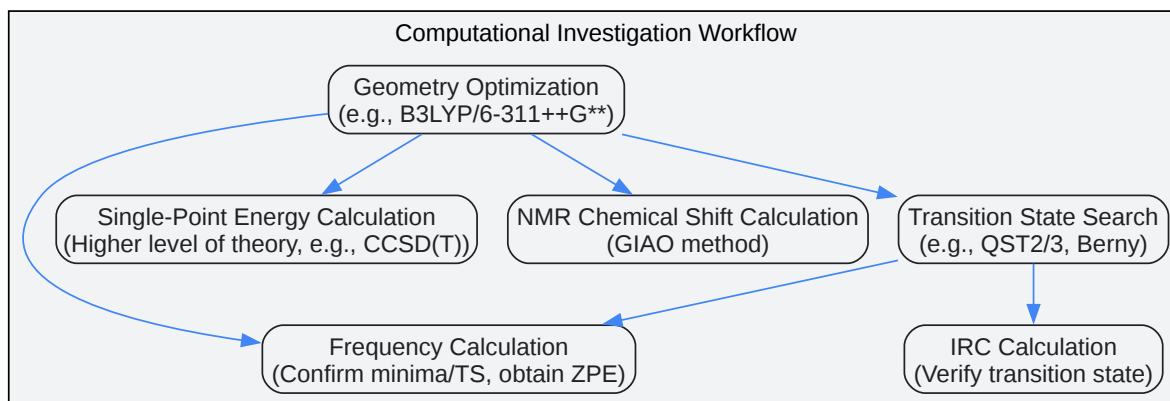 Computational Investigation Workflow
Geometry Optimization
(e.g., B3LYP/6-311++G**)
Single-Point Energy Calculation
(Higher level of theory, e.g., CCSD(T))
NMR Chemical Shift Calculation
(GIAO method)
Transition State Search
(e.g., QST2/3, Berny)
Frequency Calculation
(Confirm minima/TS, obtain ZPE)
IRC Calculation
(Verify transition state)